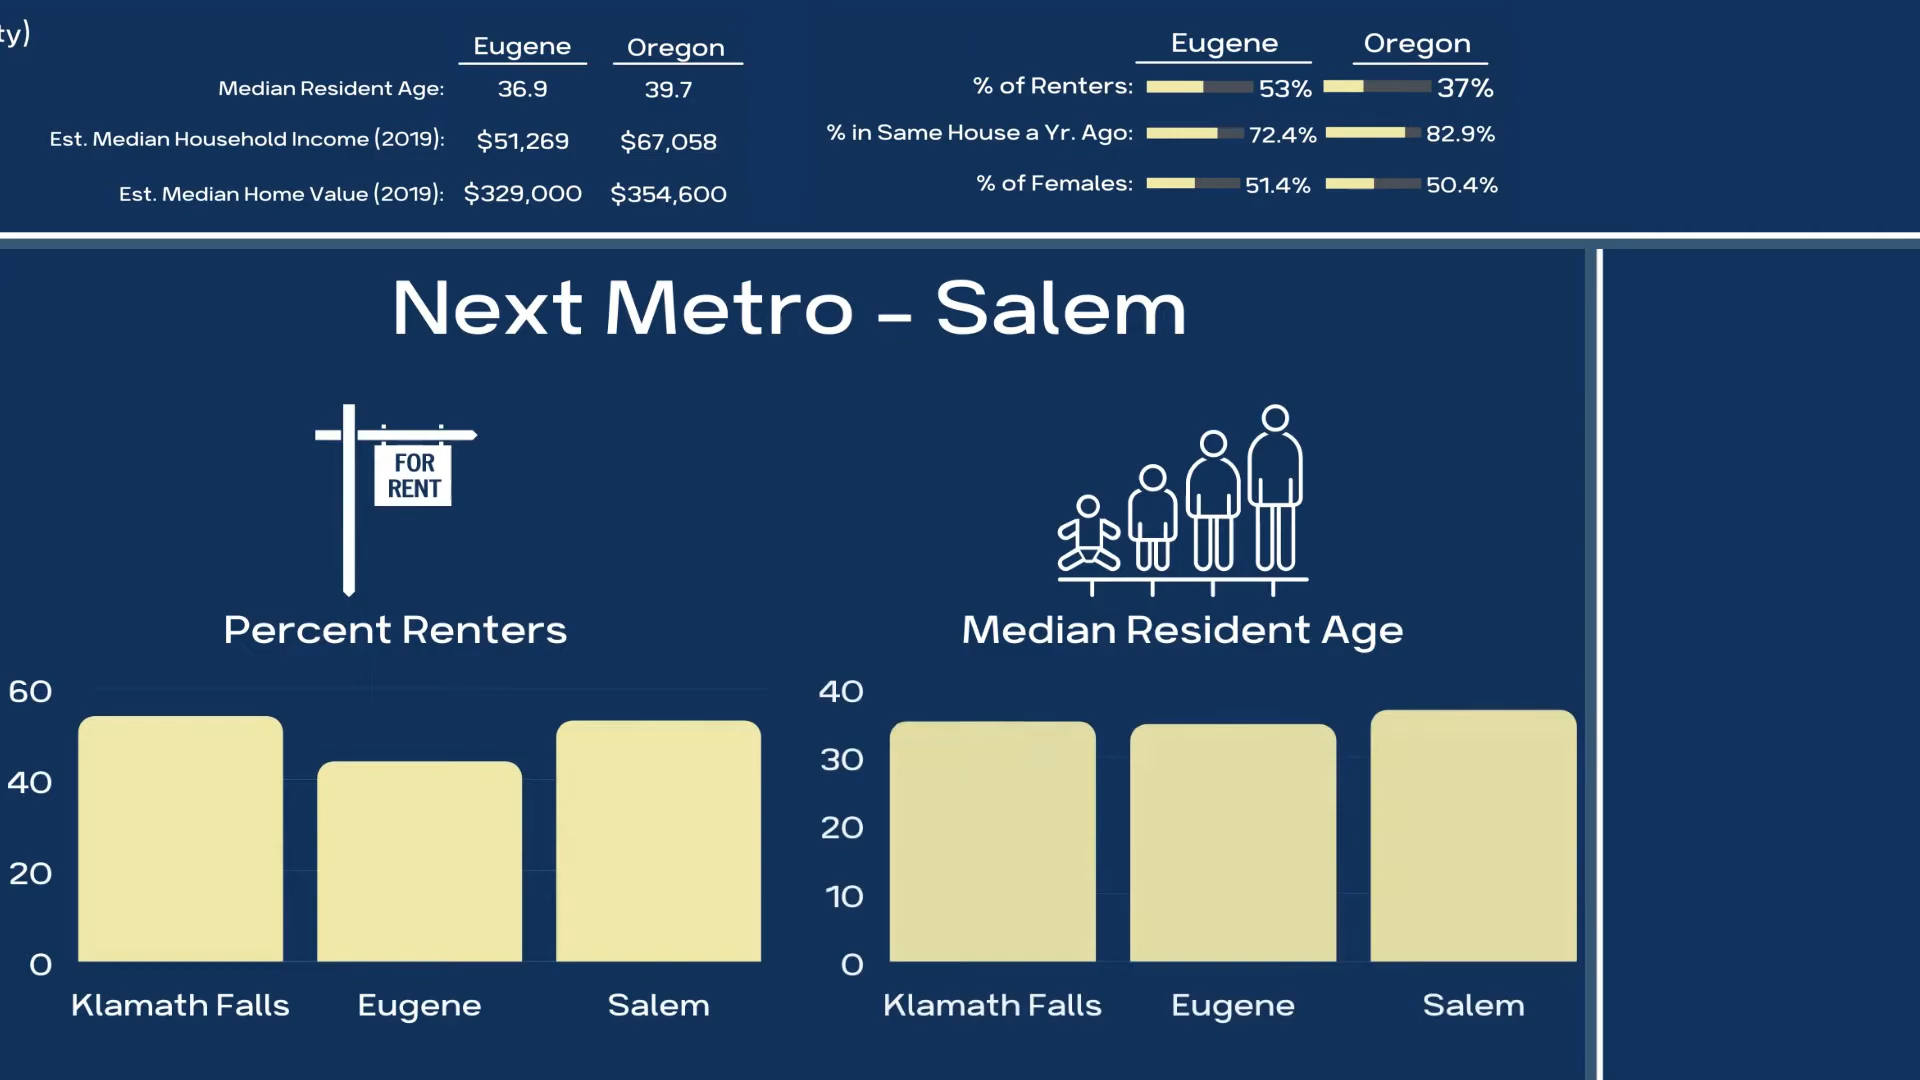 ty)
Eugene Oregon
Median Resident Age: 36.9 39.7
Est. Median Household Income (2019): $51,269 $67,058
Est. Median Home Value (2019): $329,000 $354,600
Eugene Oregon
% of Renters: 53% 37%
% in Same House a Yr. Ago: 72.4% 82.9%
% of Females: 51.4% 50.4%
Next Metro – Salem
FOR
RENT
Percent Renters
60
40
20
0
Klamath Falls Eugene Salem
Median Resident Age
40
30
20
10
0
Klamath Falls Eugene Salem